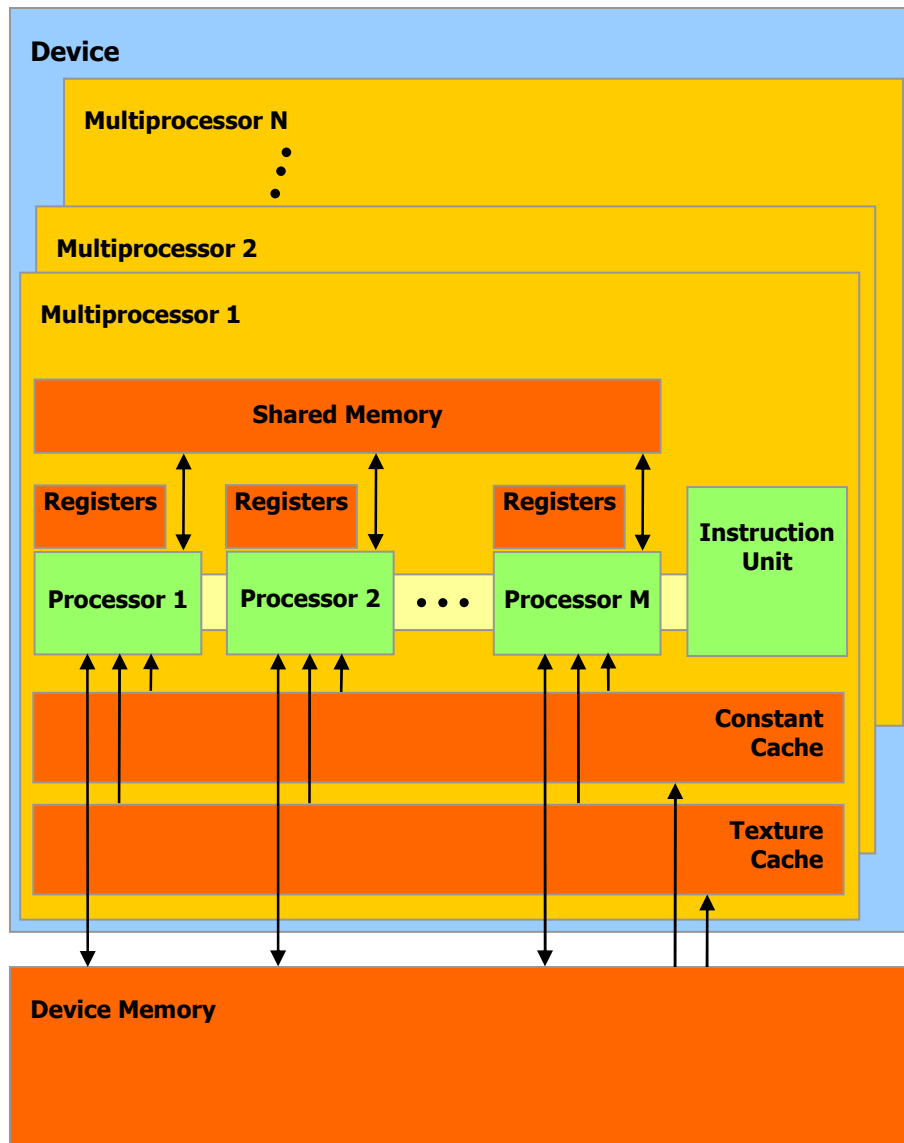 Device
Multiprocessor N
Multiprocessor 2
Multiprocessor 1
Shared Memory
Registers
Registers
Registers
Instruction
Unit
Processor 1
Processor 2
• • •
Processor M
Constant
Cache
Texture
Cache
Device Memory